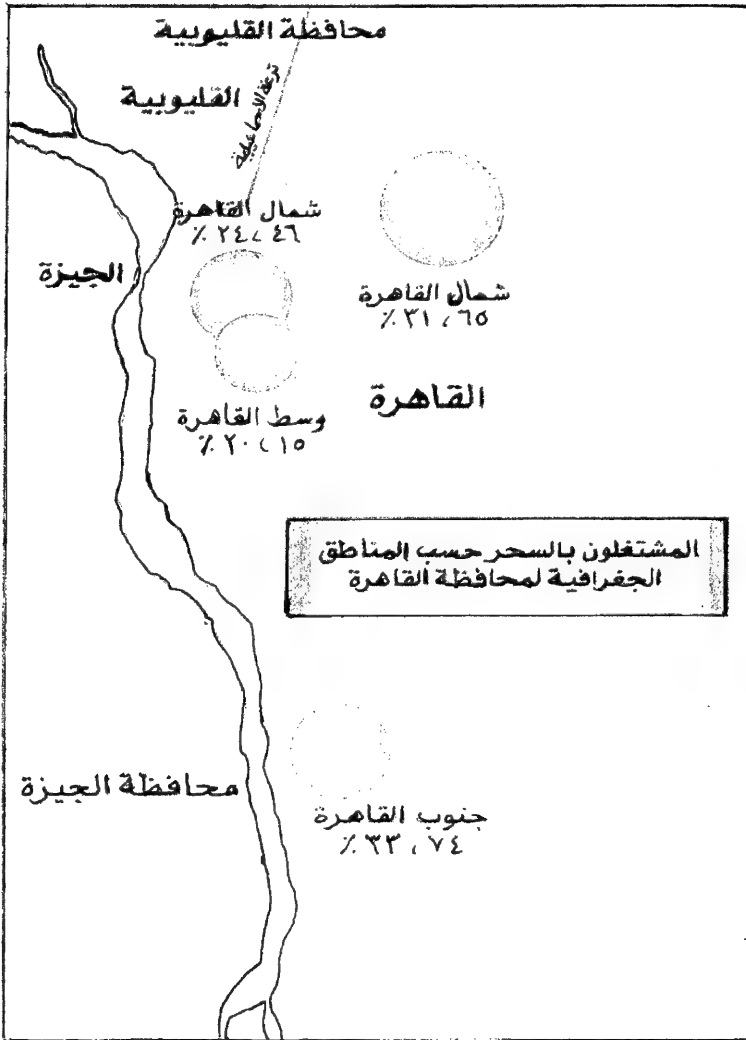 محافظة القليوبية
القليوبية
ترعة الاسماعيلية
شمال القاهرة
٢٤،٤٦ ٪
الجيزة
شمال القاهرة
٣١،٦٥ ٪
القاهرة
وسط القاهرة
٢٠،١٥ ٪
المشتغلون بالسحر حسب المناطق
الجغرافية لمحافظة القاهرة
محافظة الجيزة
جنوب القاهرة
٣٣،٧٤ ٪